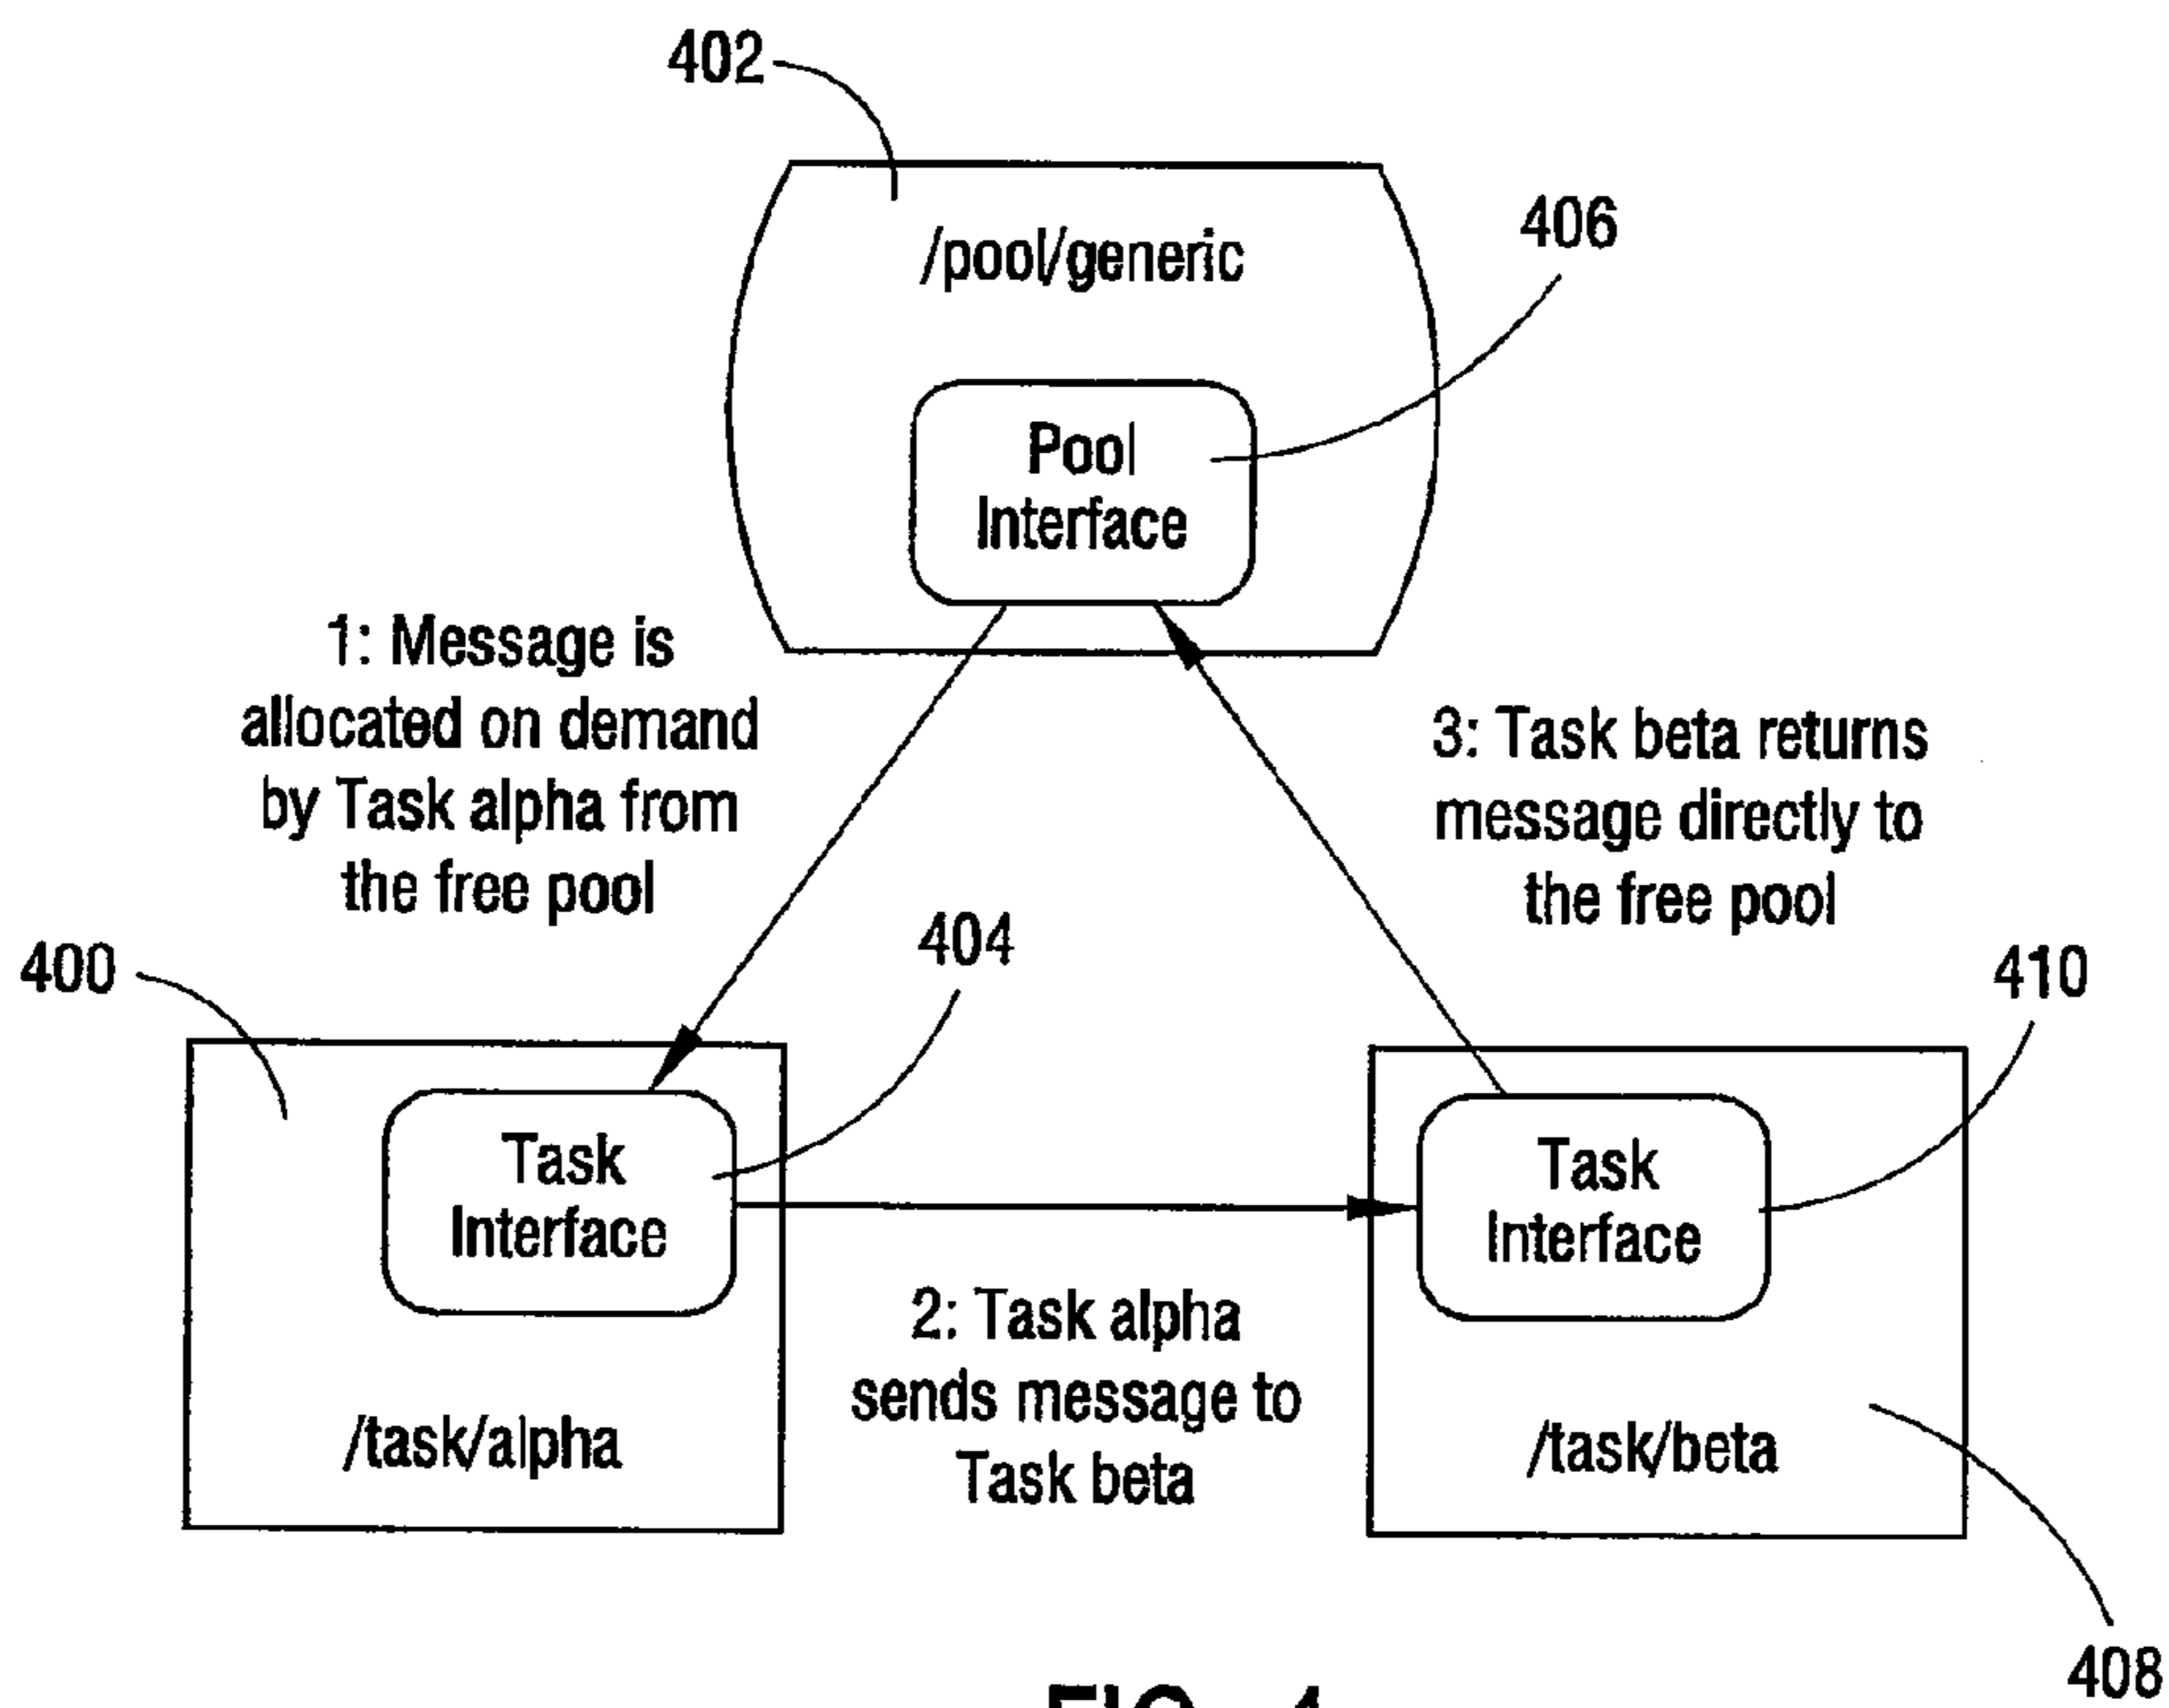 402
/pool/generic
406
Pool
Interface
1: Message is
allocated on demand
by Task alpha from
the free pool
3: Task beta returns
message directly to
the free pool
400
404
410
Task
Interface
/task/alpha
2: Task alpha
sends message to
Task beta
Task
Interface
/task/beta
408